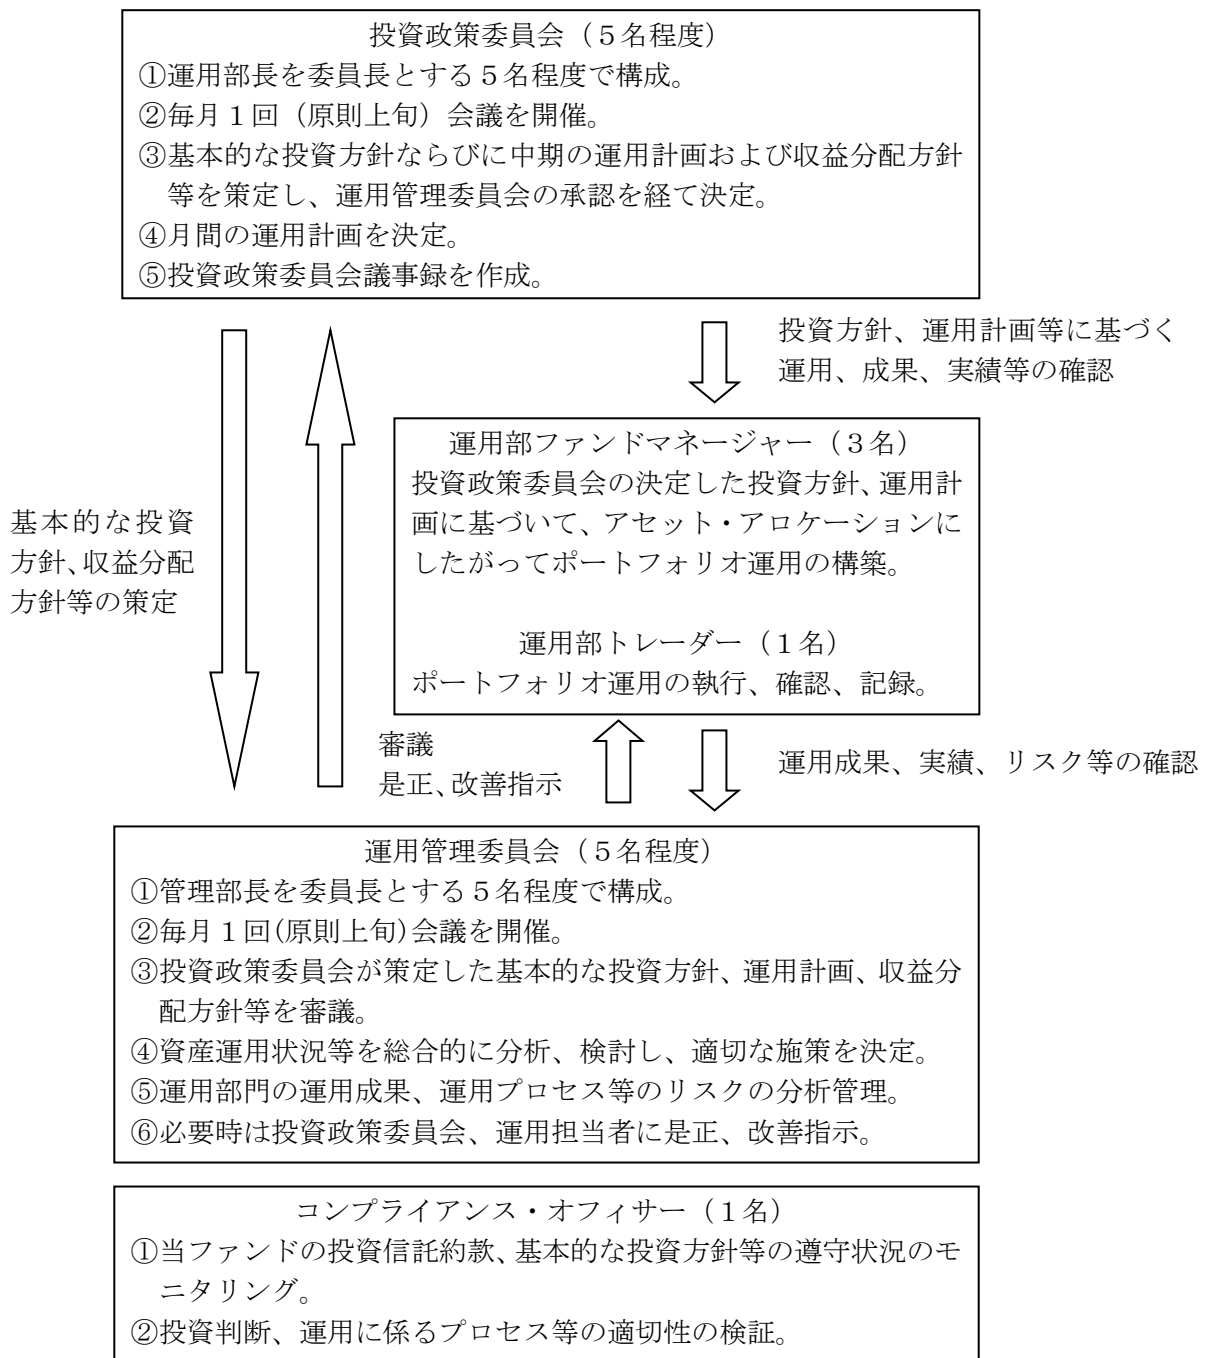 投資政策委員会（５名程度）
①運用部長を委員長とする５名程度で構成。
②毎月１回（原則上旬）会議を開催。
③基本的な投資方針ならびに中期の運用計画および収益分配方針
等を策定し、運用管理委員会の承認を経て決定。
④月間の運用計画を決定。
⑤投資政策委員会議事録を作成。
投資方針、運用計画等に基づく
運用、成果、実績等の確認
運用部ファンドマネージャー（３名）
投資政策委員会の決定した投資方針、運用計
画に基づいて、アセット・アロケーションに
したがってポートフォリオ運用の構築。
運用部トレーダー（１名）
ポートフォリオ運用の執行、確認、記録。
基本的な投資
方針、収益分配
方針等の策定
審議
是正、改善指示
運用成果、実績、リスク等の確認
運用管理委員会（５名程度）
①管理部長を委員長とする５名程度で構成。
②毎月１回(原則上旬)会議を開催。
③投資政策委員会が策定した基本的な投資方針、運用計画、収益分
配方針等を審議。
④資産運用状況等を総合的に分析、検討し、適切な施策を決定。
⑤運用部門の運用成果、運用プロセス等のリスクの分析管理。
⑥必要時は投資政策委員会、運用担当者に是正、改善指示。
コンプライアンス・オフィサー（１名）
①当ファンドの投資信託約款、基本的な投資方針等の遵守状況のモ
ニタリング。
②投資判断、運用に係るプロセス等の適切性の検証。